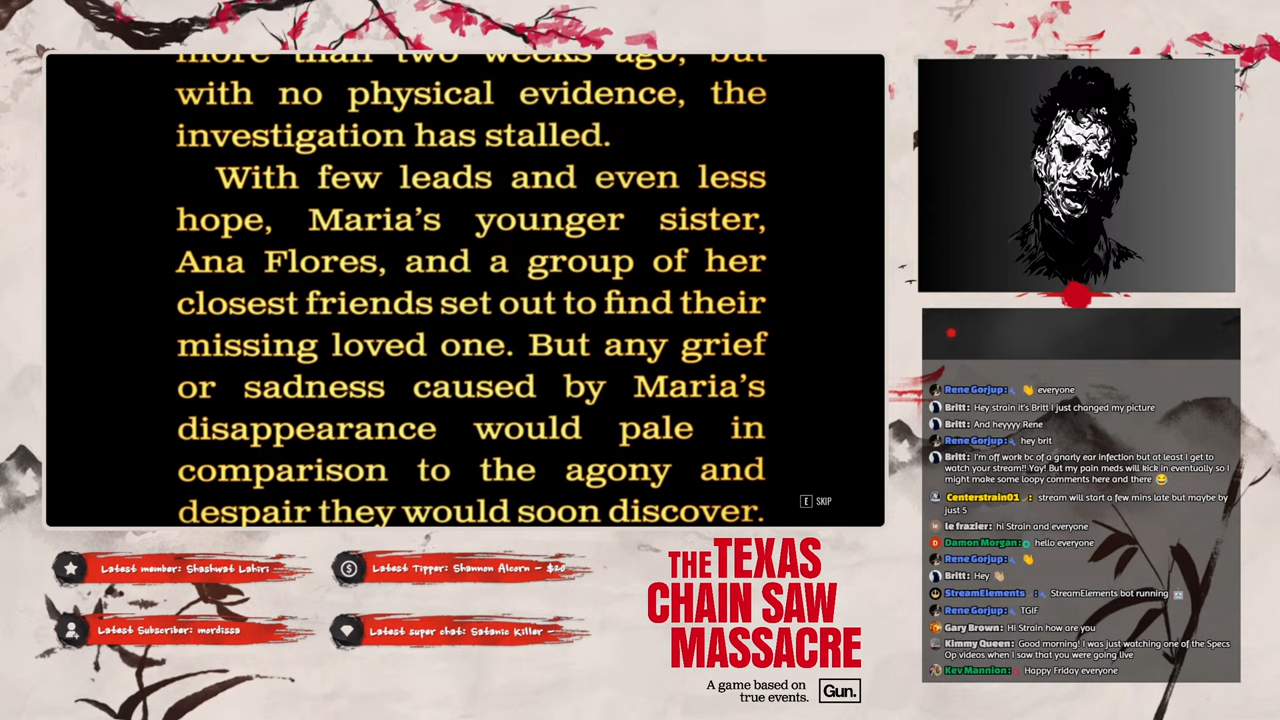 more than two weeks ago, but
with no physical evidence, the
investigation has stalled.
With few leads and even less
hope, Maria's younger sister,
Ana Flores, and a group of her
closest friends set out to find their
missing loved one. But any grief
or sadness caused by Maria's
disappearance would pale in
comparison to the agony and
despair they would soon discover.
E SKIP
Latest member: Shashwat Lahiri
Latest Tipper: Shannon Alcorn - $20
Latest Subscriber: mordissa
Latest super chat: Satanic Killer -
THE TEXAS
CHAIN SAW
MASSACRE
A game based on
true events.
Gun.
Rene Gorjup: 👋 everyone
Britt: Hey strain it's Britt I just changed my picture
Britt: And heyyyy Rene
Rene Gorjup: hey brit
Britt: I'm off work bc of a gnarly ear infection but at least I get to
watch your stream!! Yay! But my pain meds will kick in eventually so I
might make some loopy comments here and there 😂
Centerstrain01 : stream will start a few mins late but maybe by
just 5
le frazier: hi Strain and everyone
Damon Morgan: hello everyone
Rene Gorjup: 👋
Britt: Hey 👋🏻
StreamElements : StreamElements bot running 🤖
Rene Gorjup: TGIF
Gary Brown: Hi Strain how are you
Kimmy Queen: Good morning! I was just watching one of the Specs
Op videos when I saw that you were going live
Kev Mannion: Happy Friday everyone